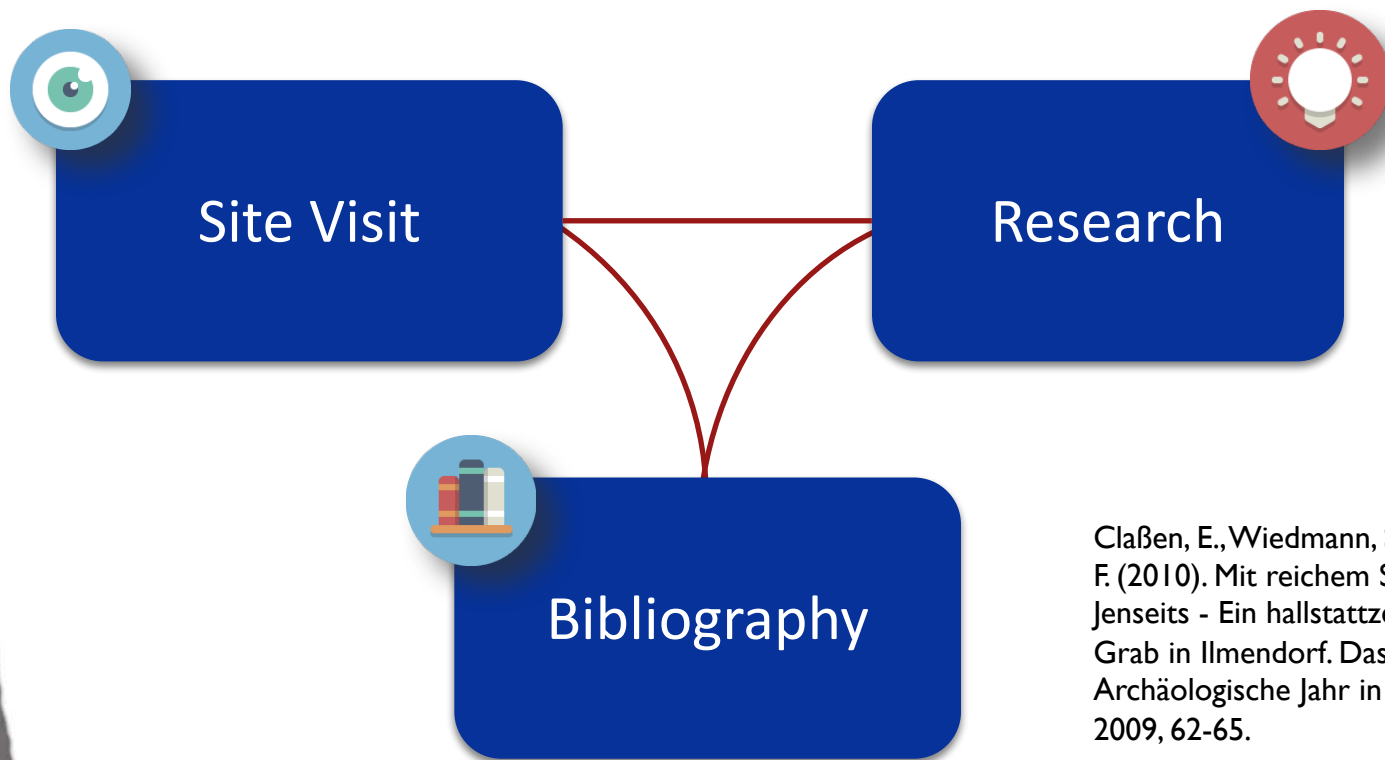 Site Visit
Research
Bibliography
Claßen, E., Wiedmann,
F. (2010). Mit reichem
Jenseits - Ein
Grab in Ilmendorf. Das
Archäologische Jahr in
2009, 62-65.